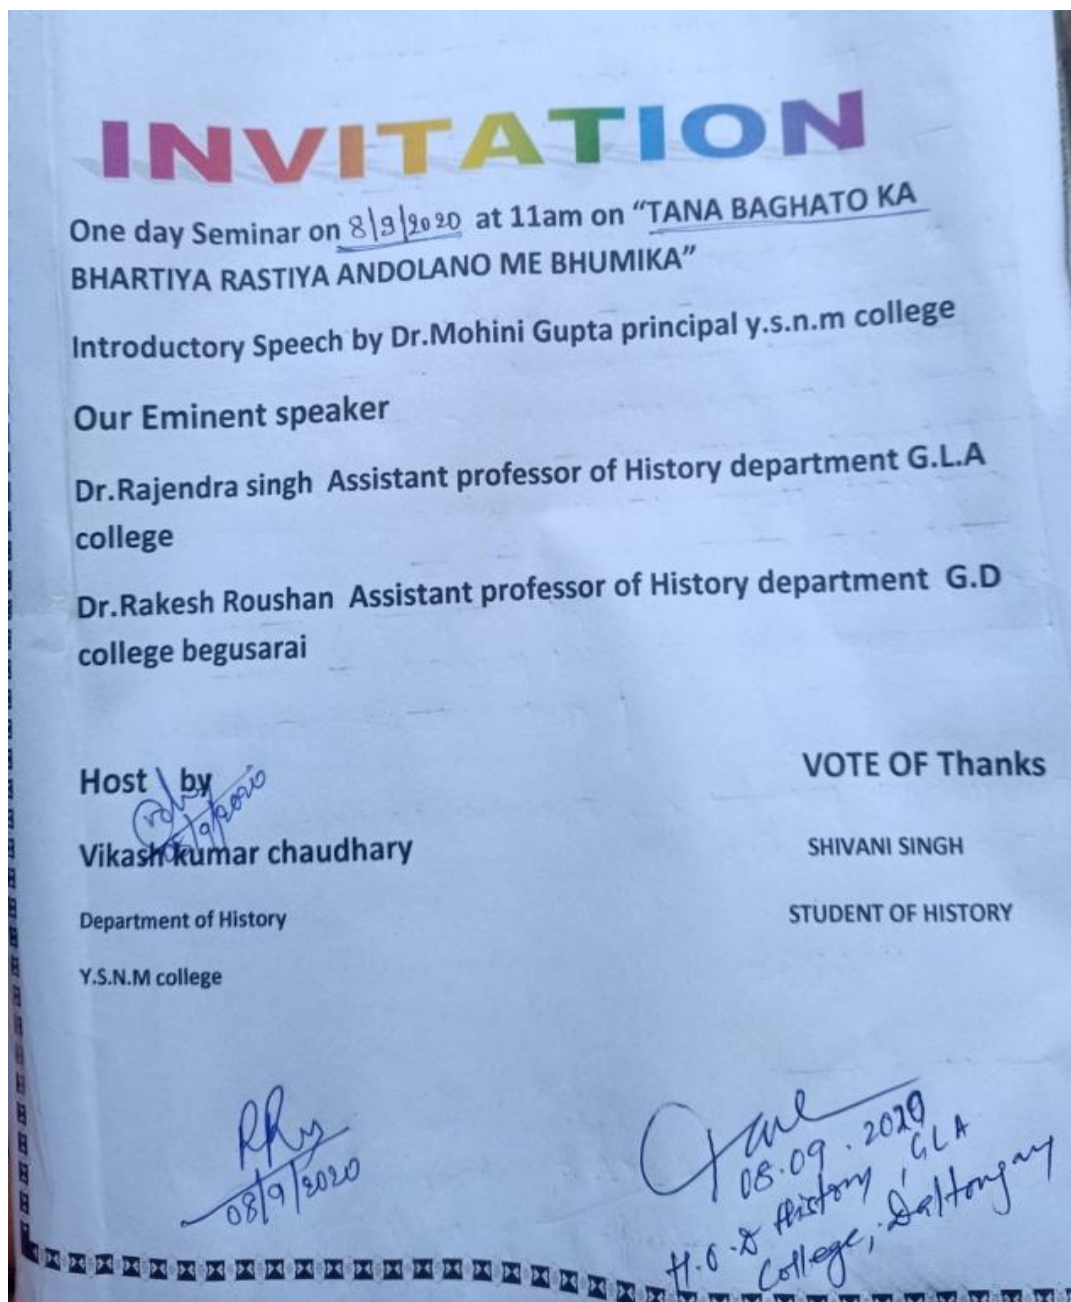 INVITATION
One day Seminar on 8/9/2020 at 11am on “TANA BAGHATO KA
BHARTIYA RASTIYA ANDOLANO ME BHUMIKA”
Introductory Speech by Dr.Mohini Gupta principal y.s.n.m college
Our Eminent speaker
Dr.Rajendra singh Assistant professor of History department G.L.A
college
Dr.Rakesh Roushan Assistant professor of History department G.D
college begusarai
Host by
VOTE OF Thanks
Vikash kumar chaudhary
SHIVANI SINGH
Department of History
STUDENT OF HISTORY
Y.S.N.M college
08/9/2020
08.09.2020
H.O.D History, GLA
College, Daltonganj